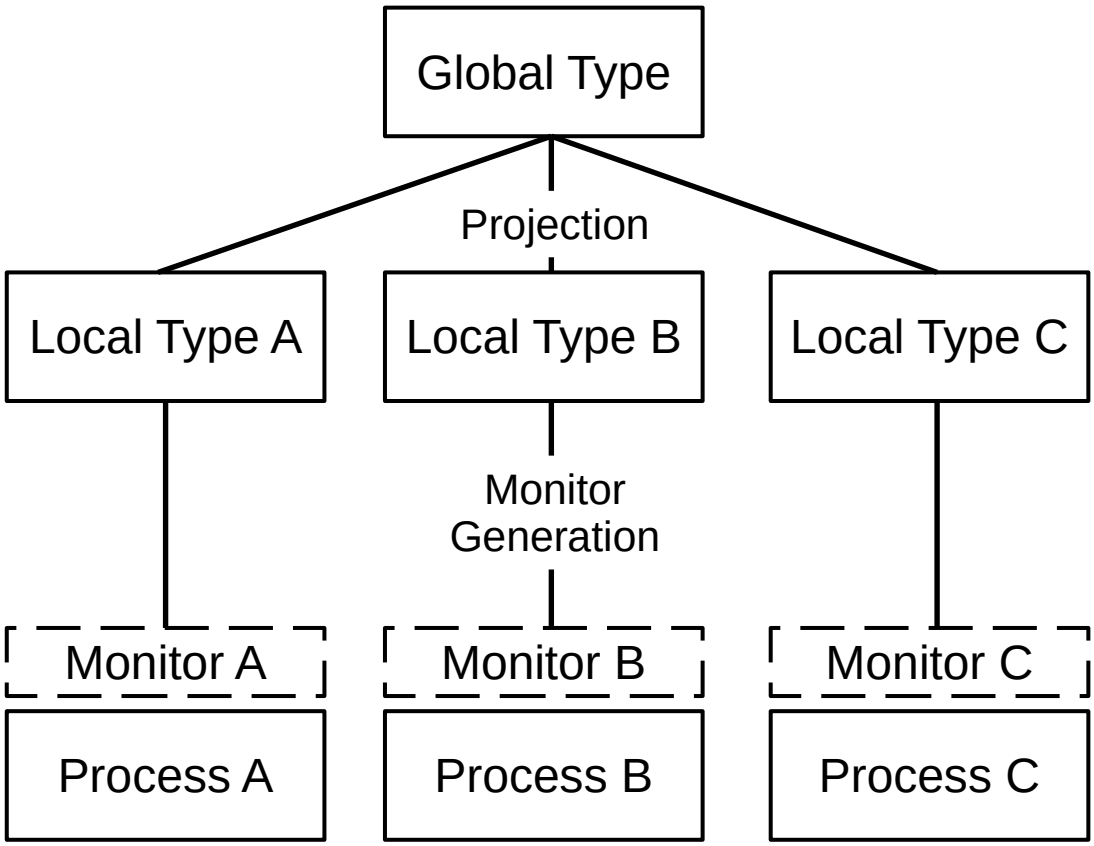 Global Type
Projection
Local Type A
Local Type B
Local Type C
Monitor
Generation
Monitor A
Monitor B
Monitor C
Process A
Process B
Process C